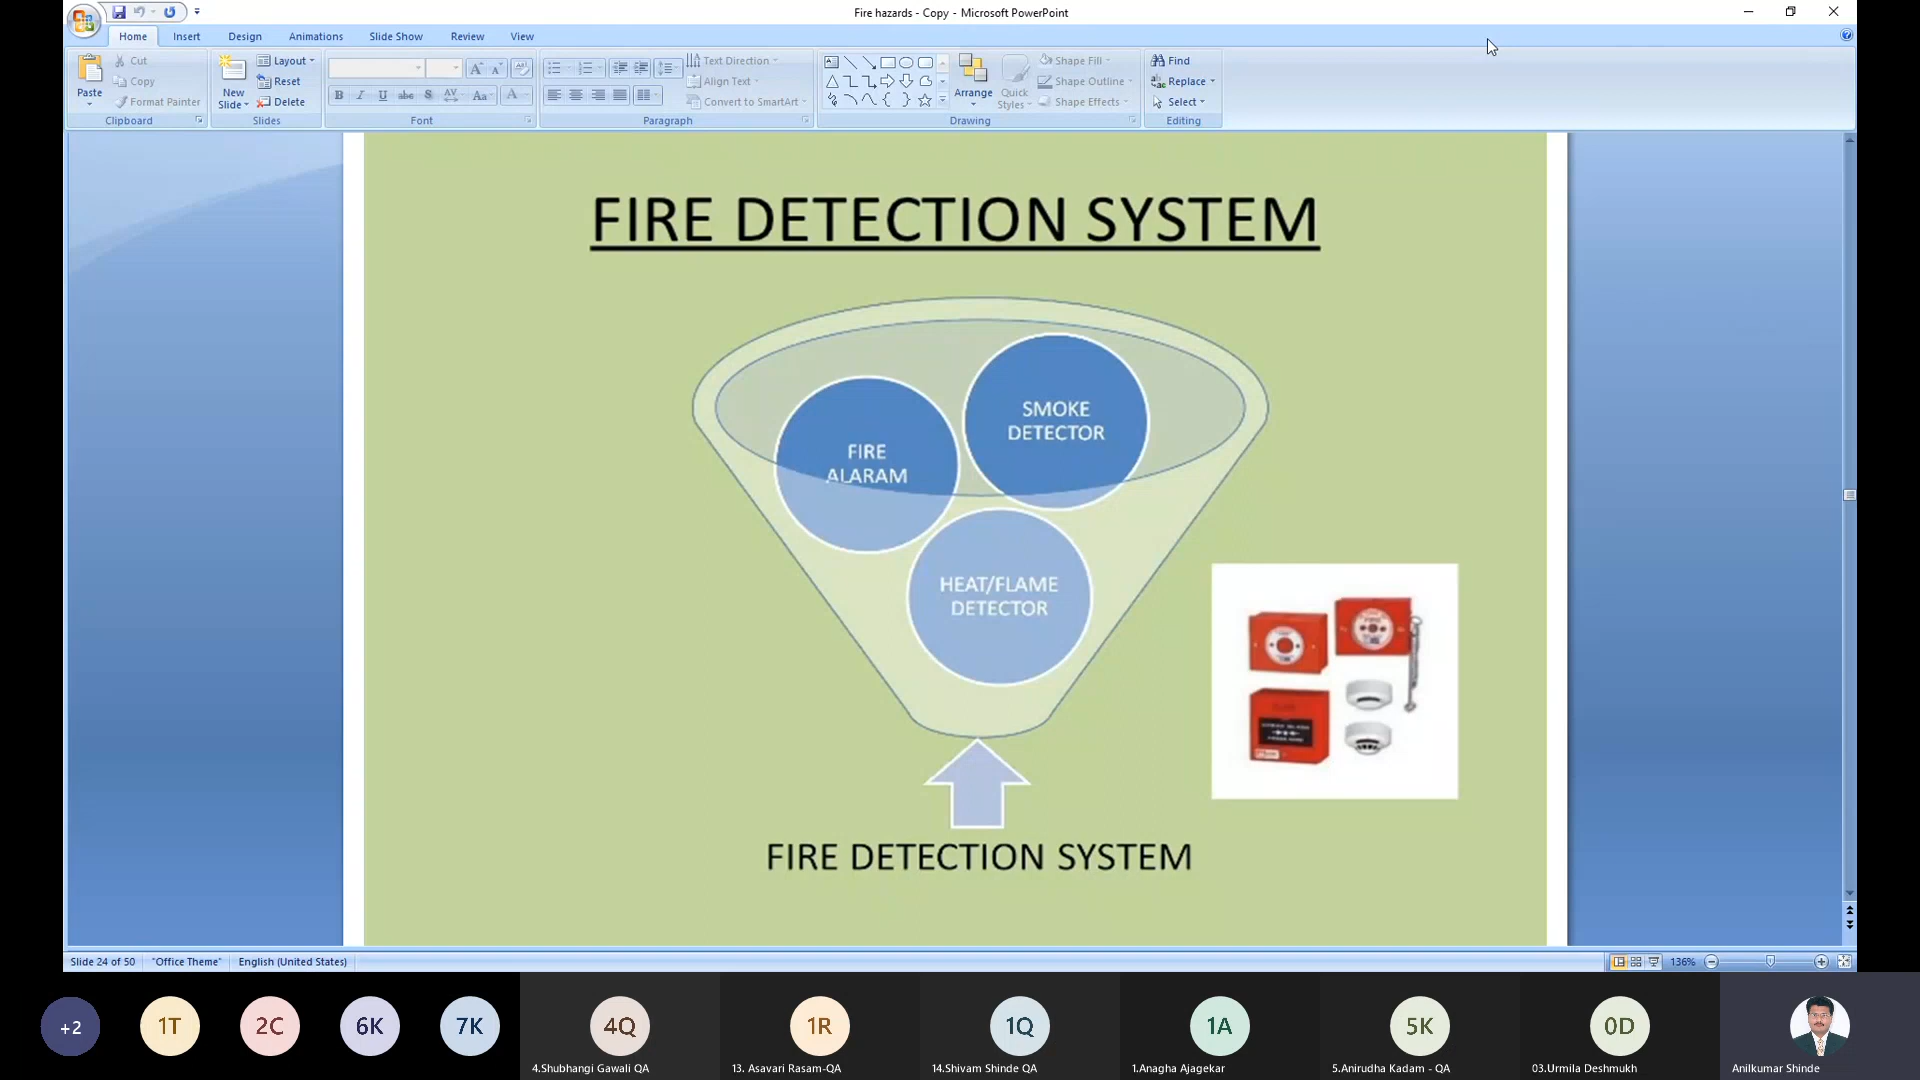 Fire hazards - Copy - Microsoft PowerPoint
Home Insert Design Animations Slide Show Review View
Paste
Cut
Copy
Format Painter
Clipboard
New
Slide
Layout
Reset
Delete
Slides
B I U abc S AV Aa A
Font
Text Direction
Align Text
Convert to SmartArt
Paragraph
Arrange
Quick
Styles
Shape Fill
Shape Outline
Shape Effects
Drawing
Find
Replace
Select
Editing
FIRE DETECTION SYSTEM
SMOKE
DETECTOR
FIRE
ALARAM
HEAT/FLAME
DETECTOR
FIRE DETECTION SYSTEM
Slide 24 of 50 "Office Theme" English (United States) 136%
+2 1T 2C 6K 7K 4Q 1R 1Q 1A 5K 0D
4.Shubhangi Gawali QA 13. Asavari Rasam-QA 14.Shivam Shinde QA 1.Anagha Ajagekar 5.Anirudha Kadam - QA 03.Urmila Deshmukh Anilkumar Shinde